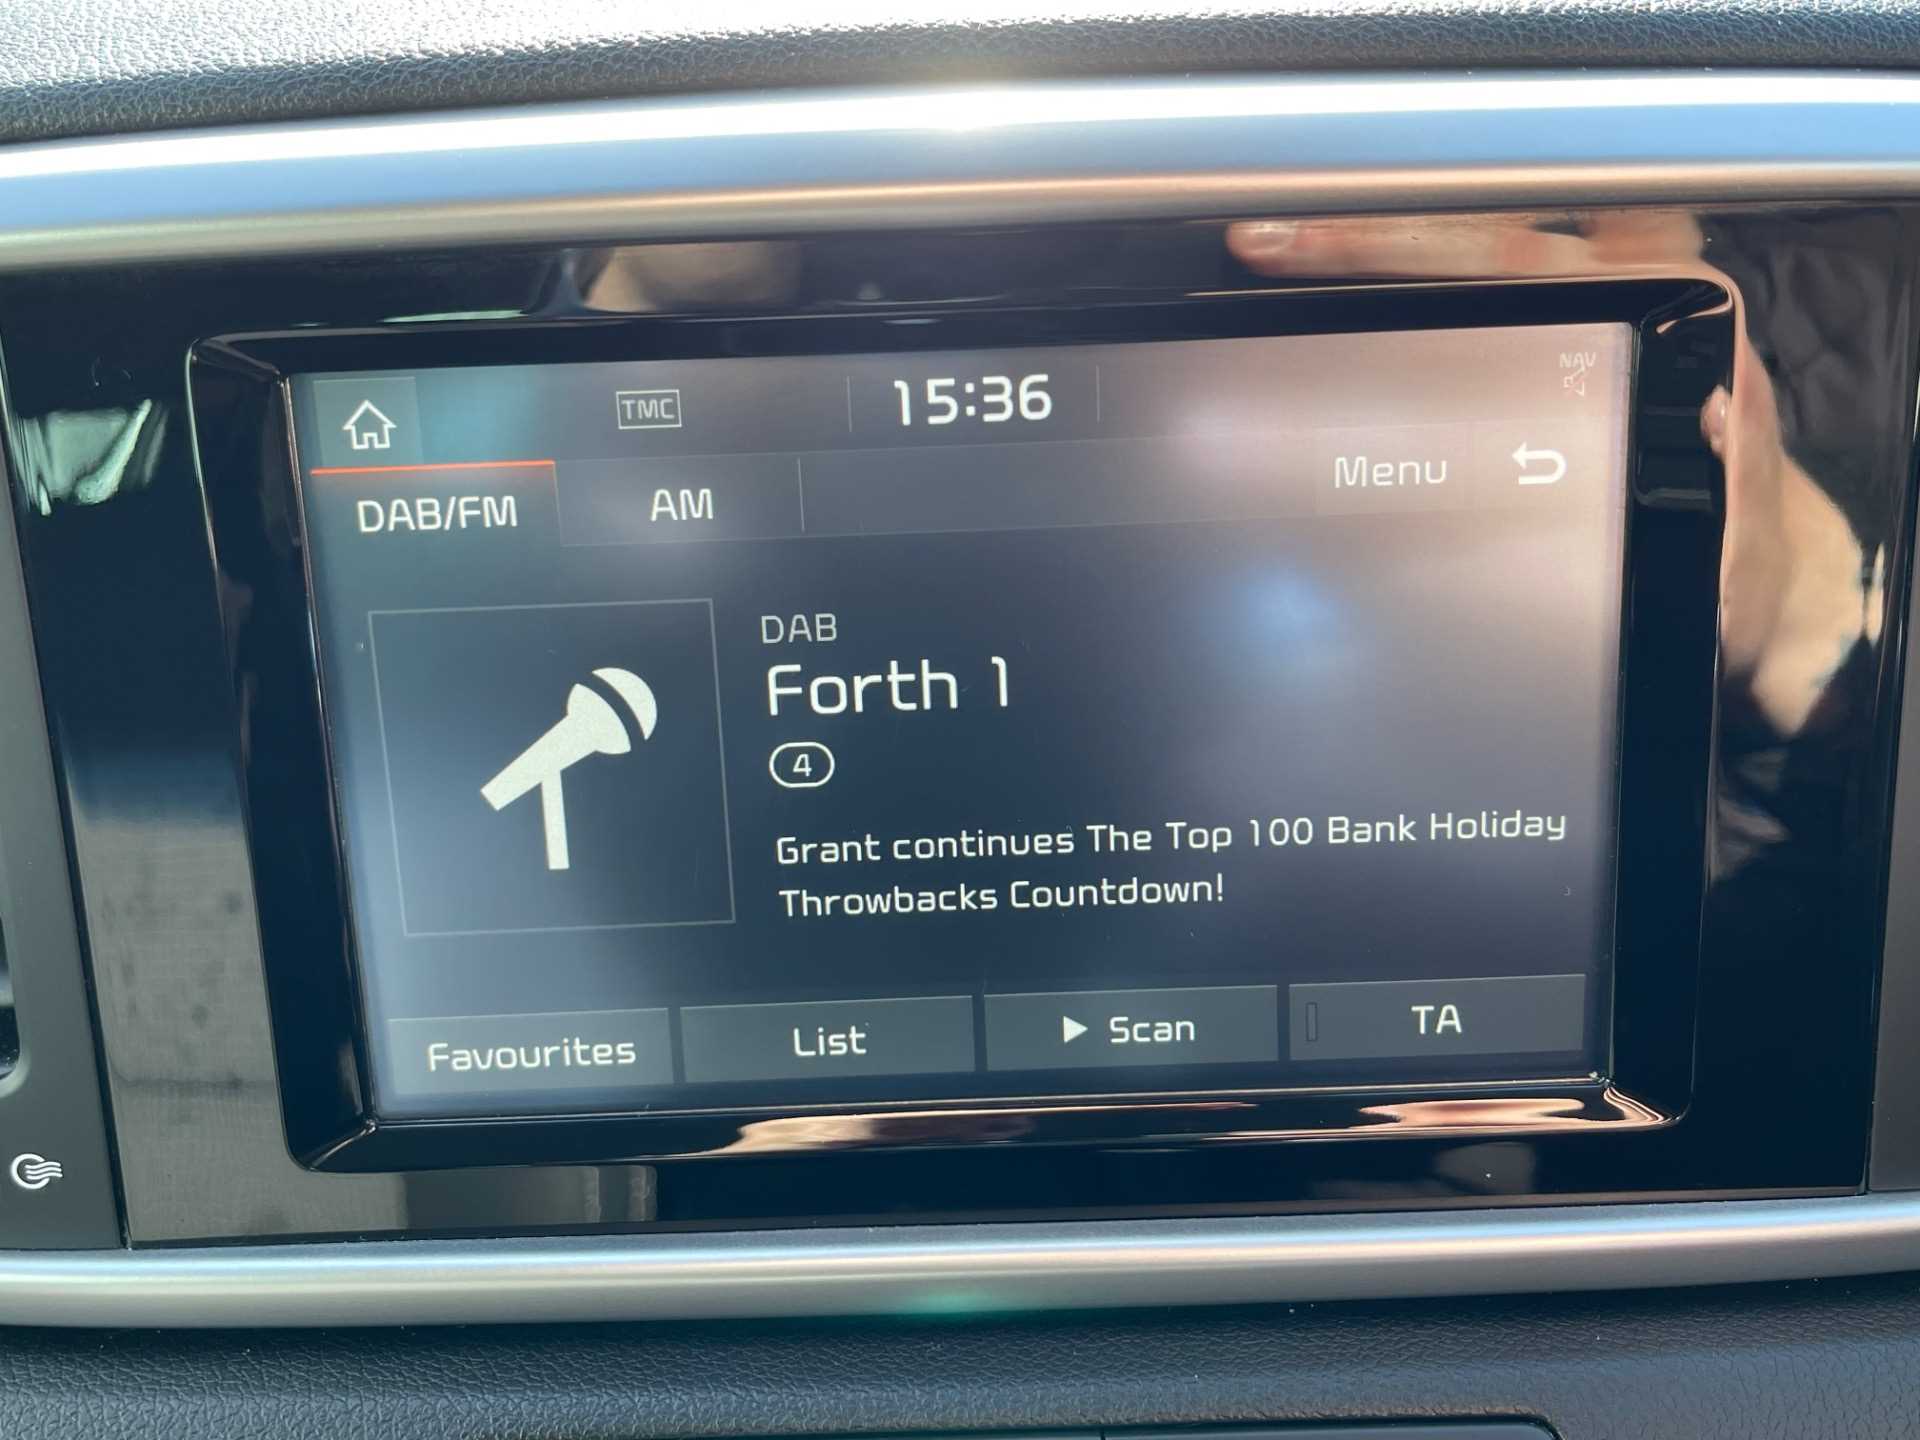 TMC
15:36
NAV
DAB/FM
AM
Menu
DAB
Forth 1
4
Grant continues The Top 100 Bank Holiday
Throwbacks Countdown!
Favourites
List
Scan
TA